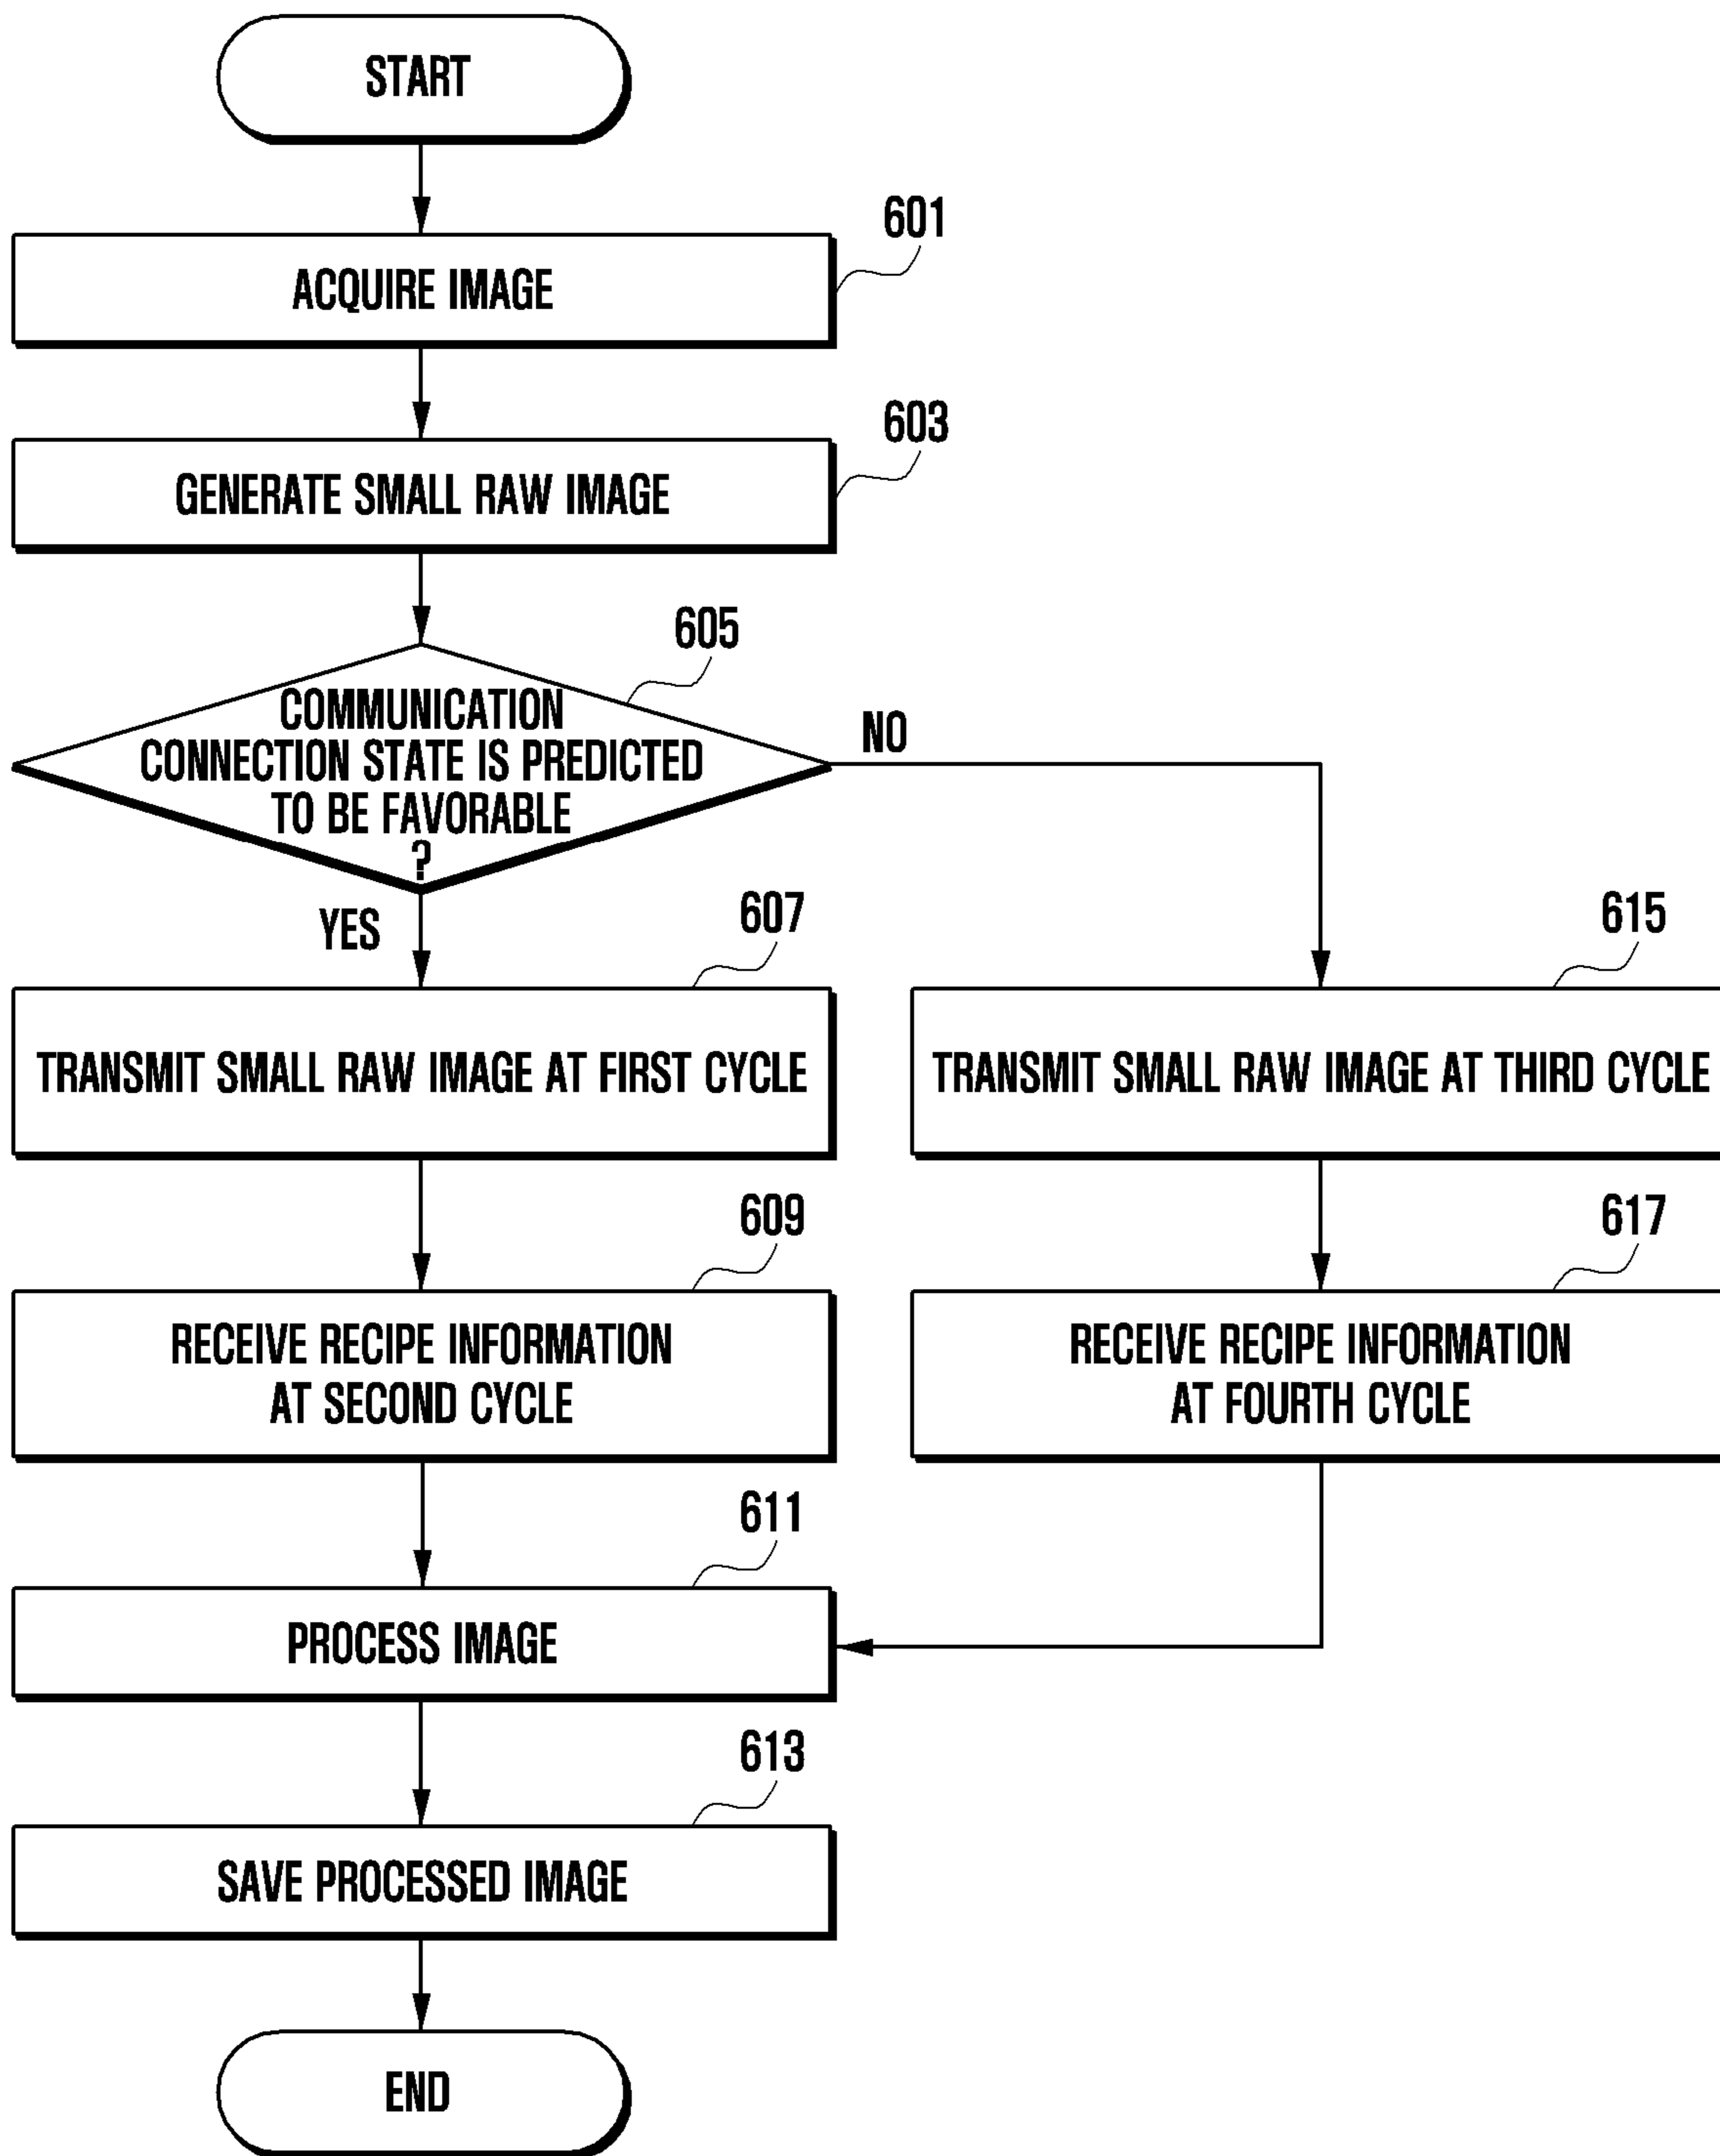 START
601
ACQUIRE IMAGE
603
GENERATE SMALL RAW IMAGE
605
COMMUNICATION
CONNECTION STATE IS PREDICTED
TO BE FAVORABLE
?
NO
YES
607
TRANSMIT SMALL RAW IMAGE AT FIRST CYCLE
615
TRANSMIT SMALL RAW IMAGE AT THIRD CYCLE
609
RECEIVE RECIPE INFORMATION
AT SECOND CYCLE
617
RECEIVE RECIPE INFORMATION
AT FOURTH CYCLE
611
PROCESS IMAGE
613
SAVE PROCESSED IMAGE
END